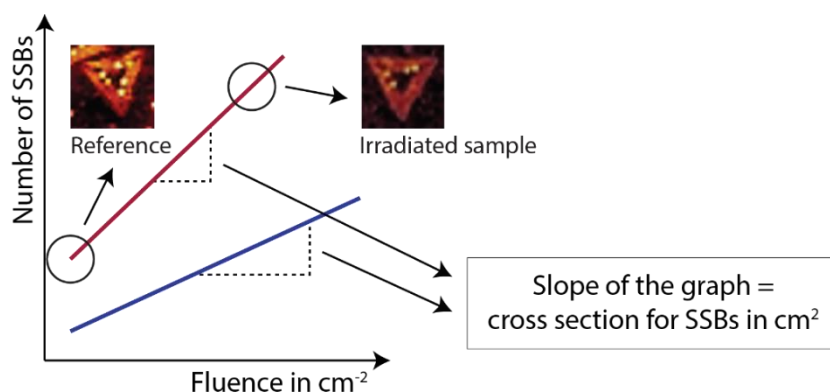 Number of SSBs
Reference
Irradiated sample
Slope of the graph =
cross section for SSBs in cm²
Fluence in cm⁻²